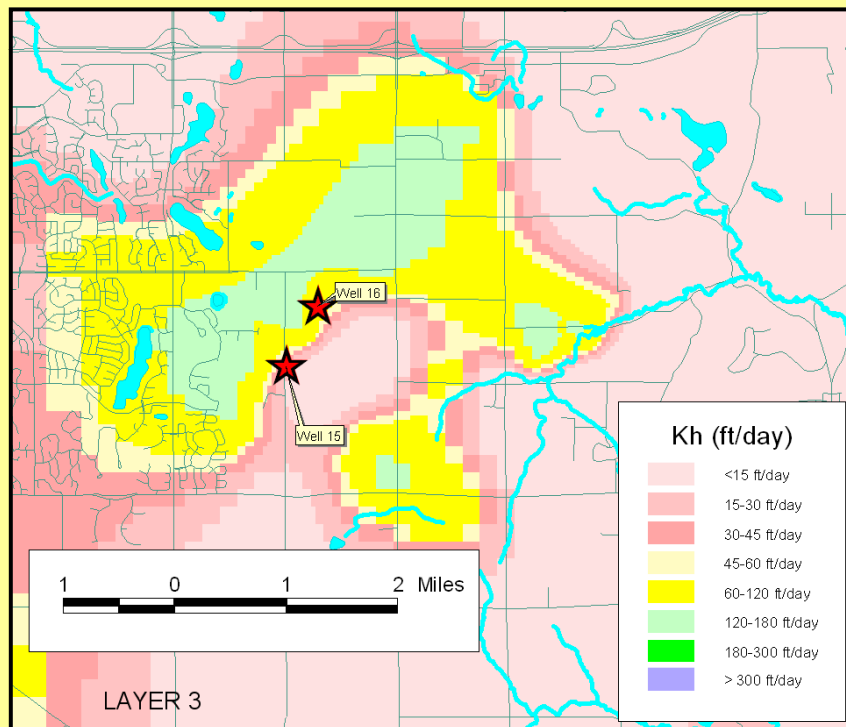 Well 16
Well 15
Kh (ft/day)
<15 ft/day
15-30 ft/day
30-45 ft/day
45-60 ft/day
60-120 ft/day
120-180 ft/day
180-300 ft/day
> 300 ft/day
1 0 1 2 Miles
LAYER 3